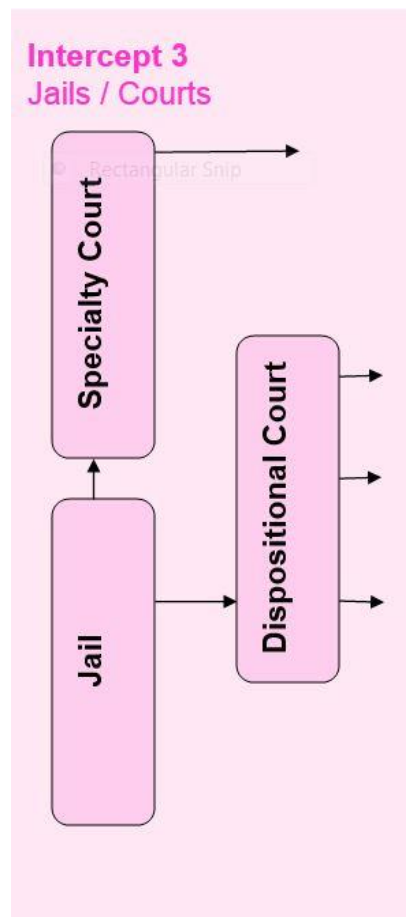 Intercept 3
Jails / Courts
Rectangular Snip
Specialty Court
Dispositional Court
Jail